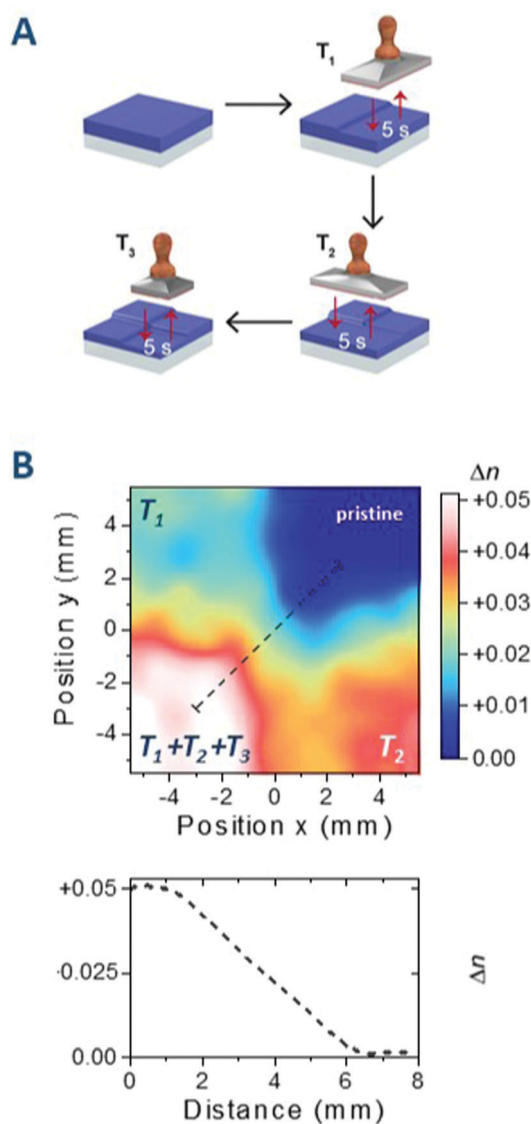 A
T1
5 s
T3
T2
5 s
5 s
B
Δn
T1
pristine
T1+T2+T3
T2
4
2
0
-2
-4
Position y (mm)
-4 -2 0 2 4
Position x (mm)
+0.05
+0.04
+0.03
+0.02
+0.01
0.00
+0.05
0.025
0.00
Δn
0 2 4 6 8
Distance (mm)